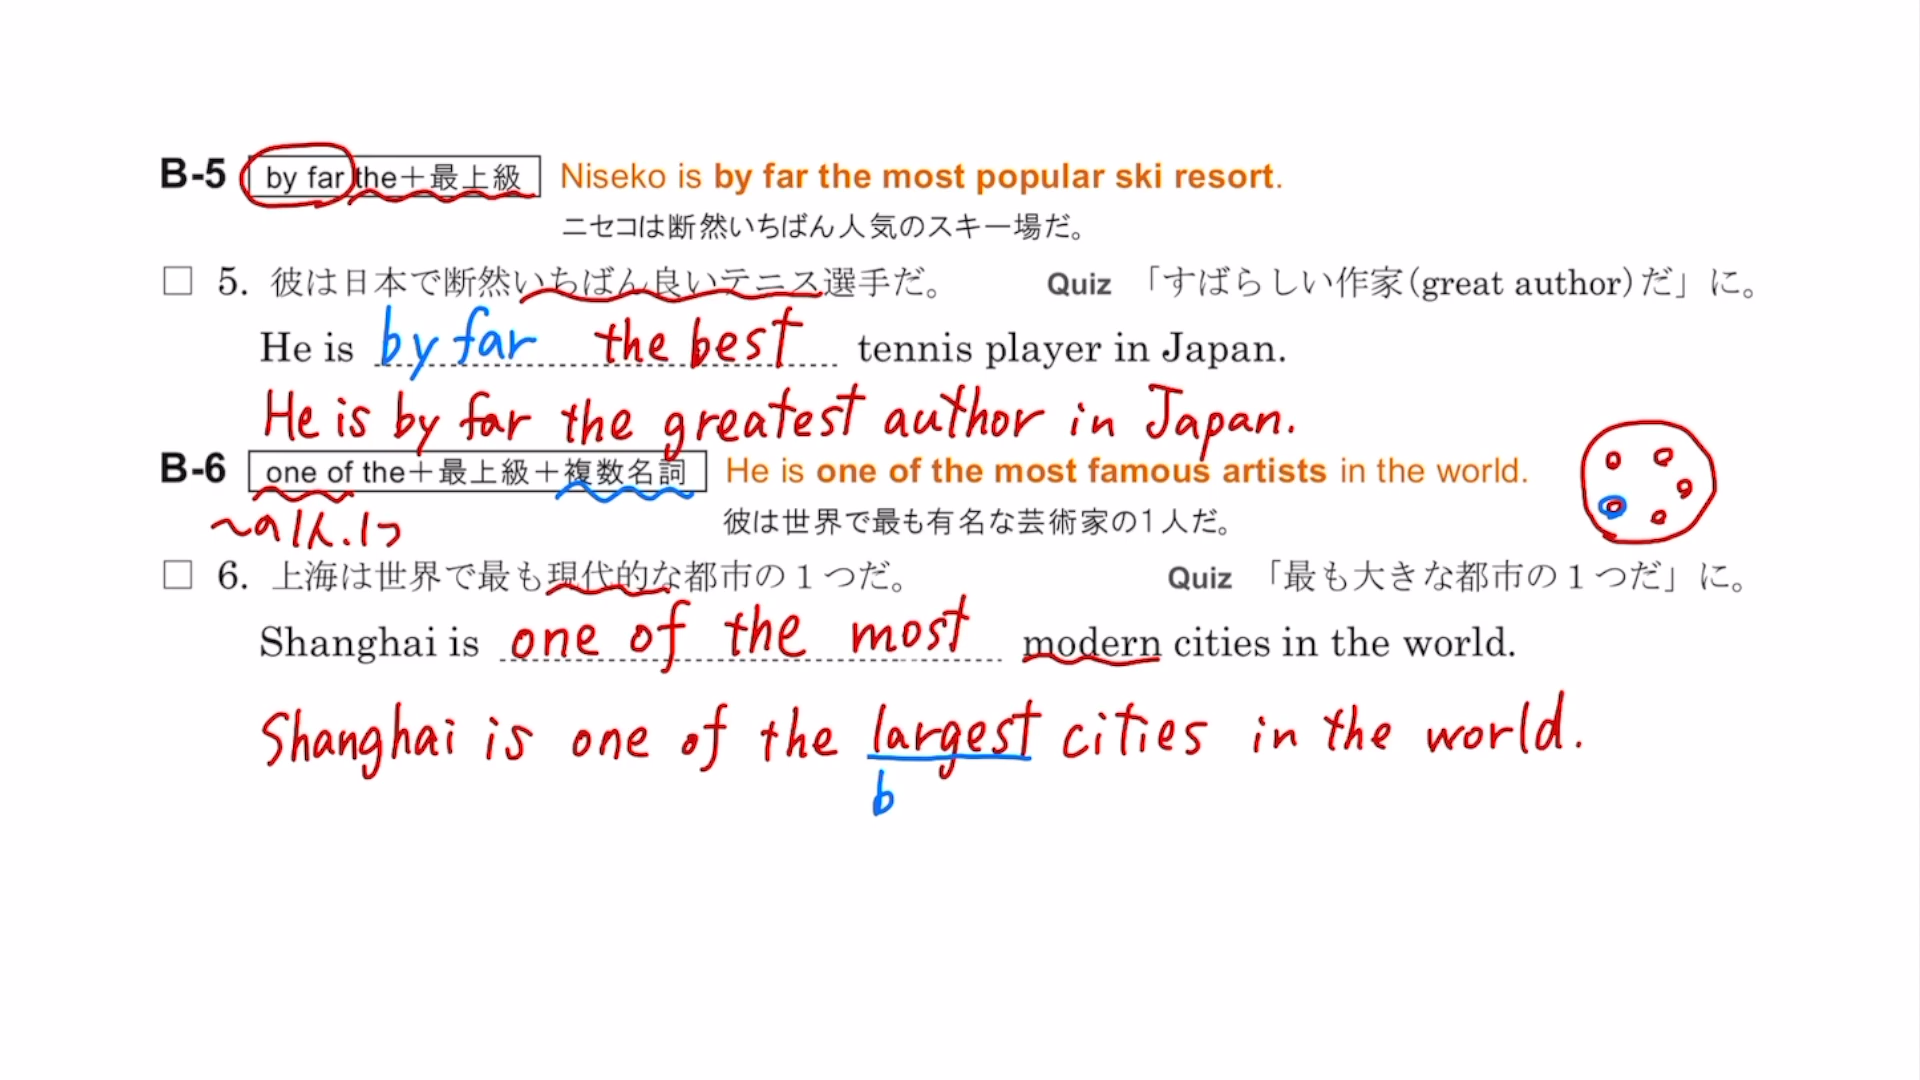 B-5 by far the＋最上級 Niseko is by far the most popular ski resort.
ニセコは断然いちばん人気のスキー場だ。
□ 5. 彼は日本で断然いちばん良いテニス選手だ。 Quiz 「すばらしい作家(great author)だ」に。
He is by far the best tennis player in Japan.
He is by far the greatest author in Japan.
B-6 one of the＋最上級＋複数名詞 He is one of the most famous artists in the world.
〜の1人.1つ 彼は世界で最も有名な芸術家の1人だ。
□ 6. 上海は世界で最も現代的な都市の１つだ。 Quiz 「最も大きな都市の１つだ」に。
Shanghai is one of the most modern cities in the world.
Shanghai is one of the largest cities in the world.
b